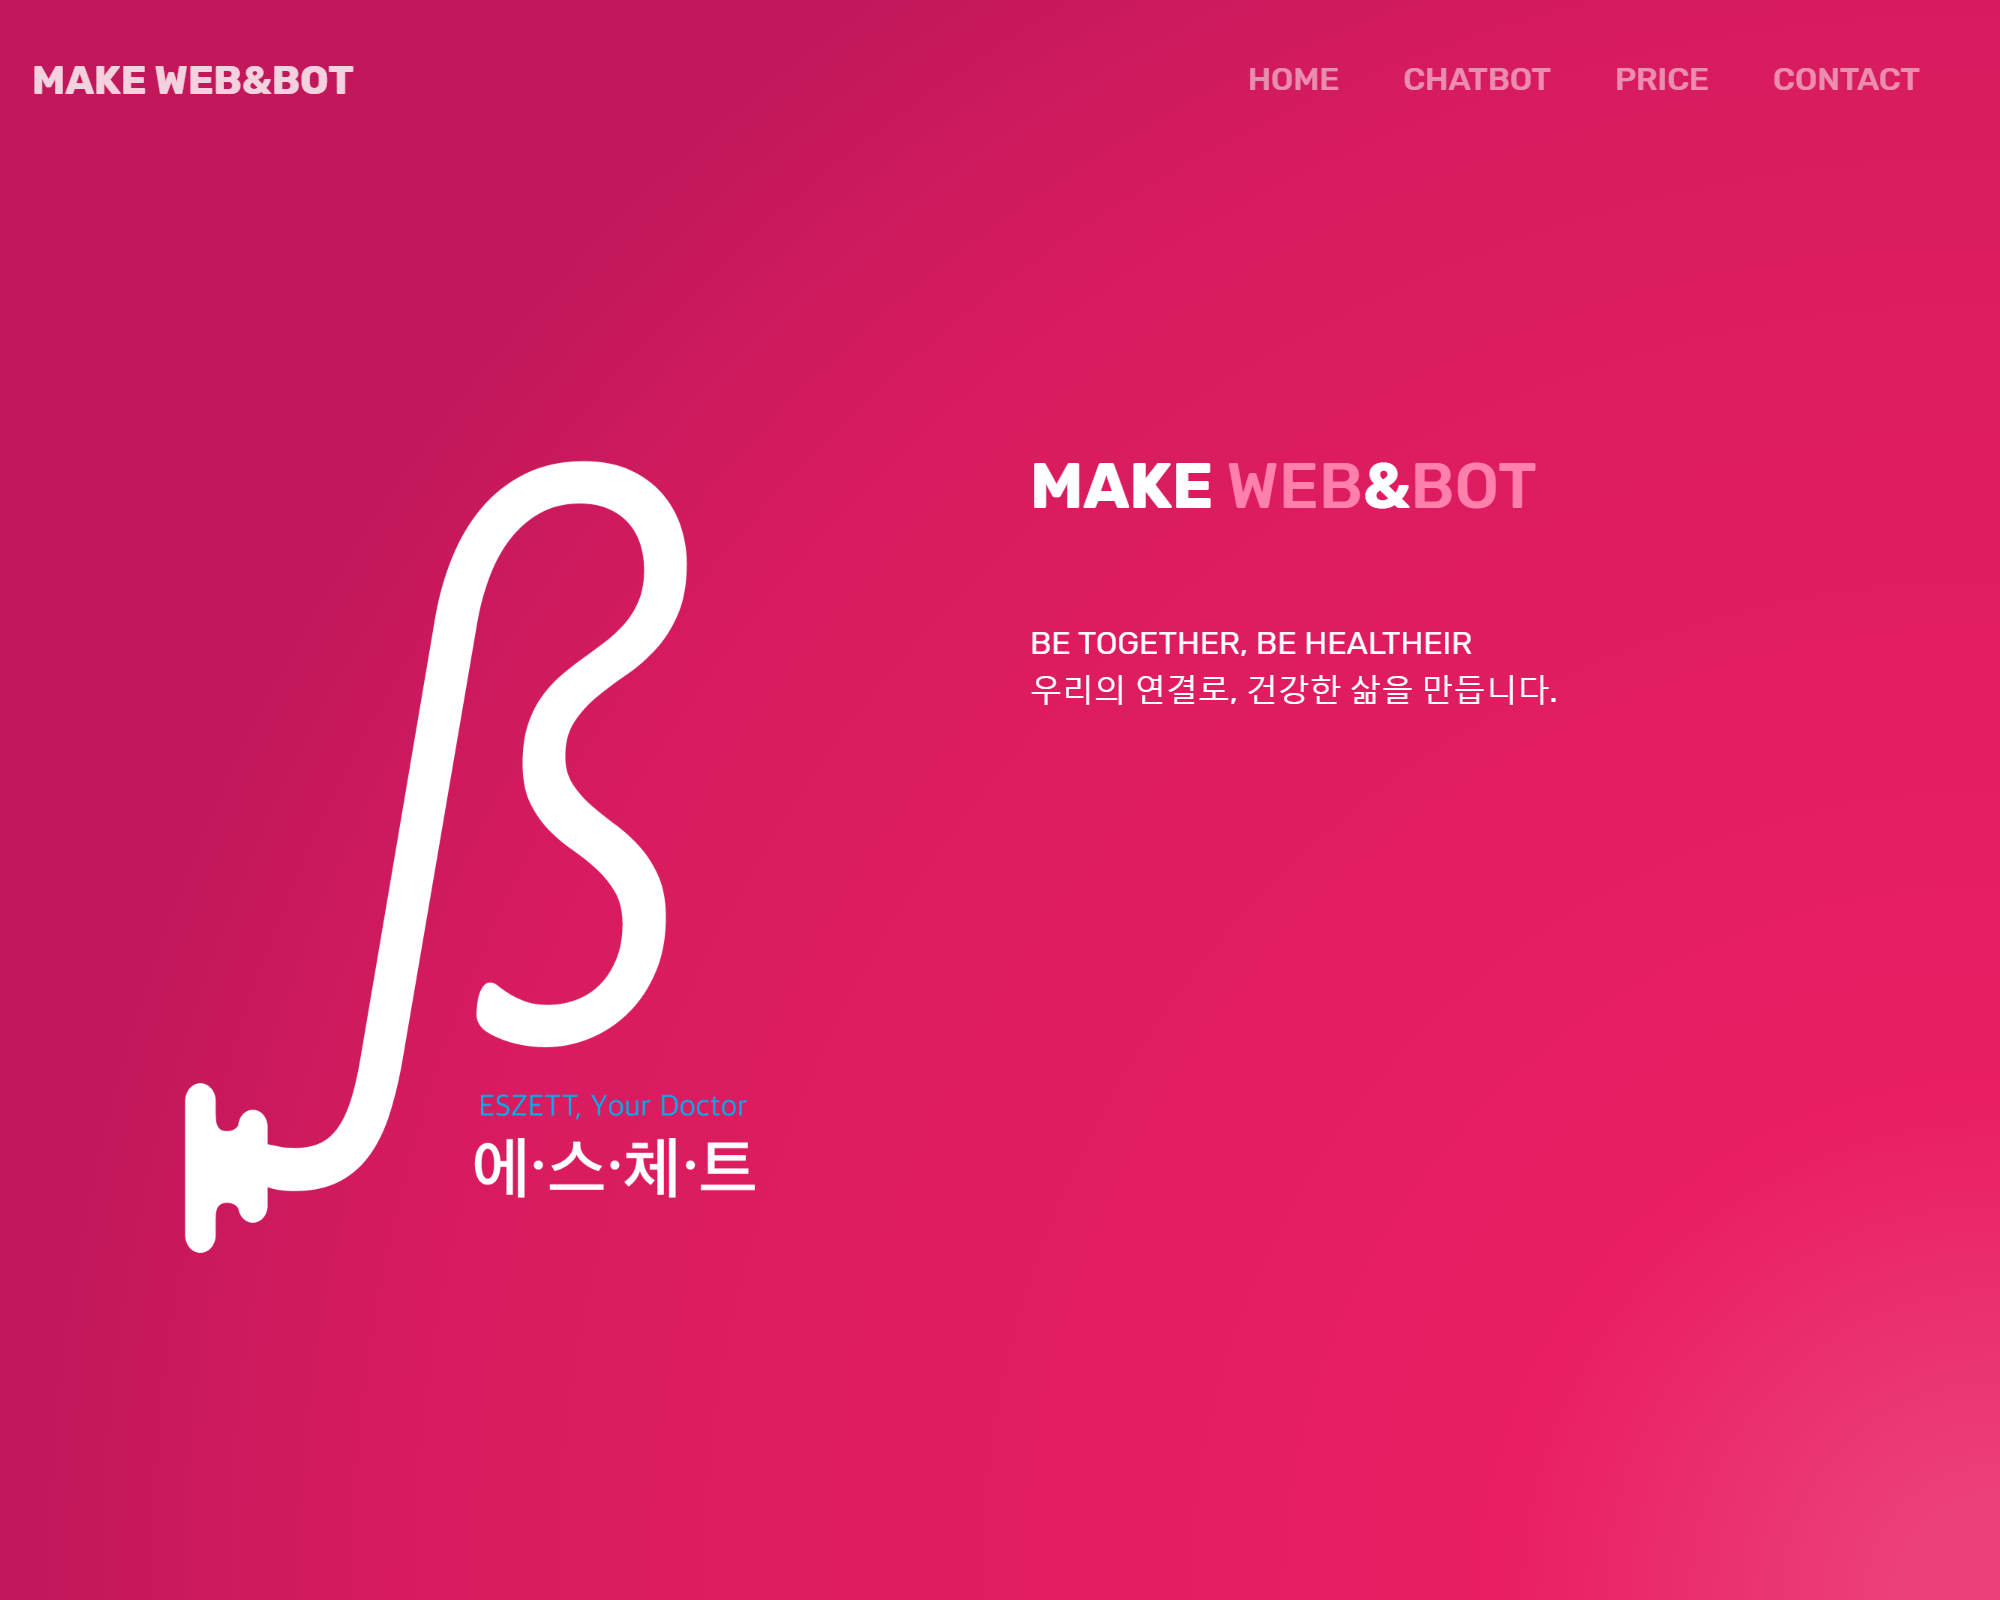 MAKE WEB&BOT
HOME CHATBOT PRICE CONTACT
MAKE WEB&BOT
BE TOGETHER, BE HEALTHEIR
우리의 연결로, 건강한 삶을 만듭니다.
ESZETT, Your Doctor
에·스·체·트